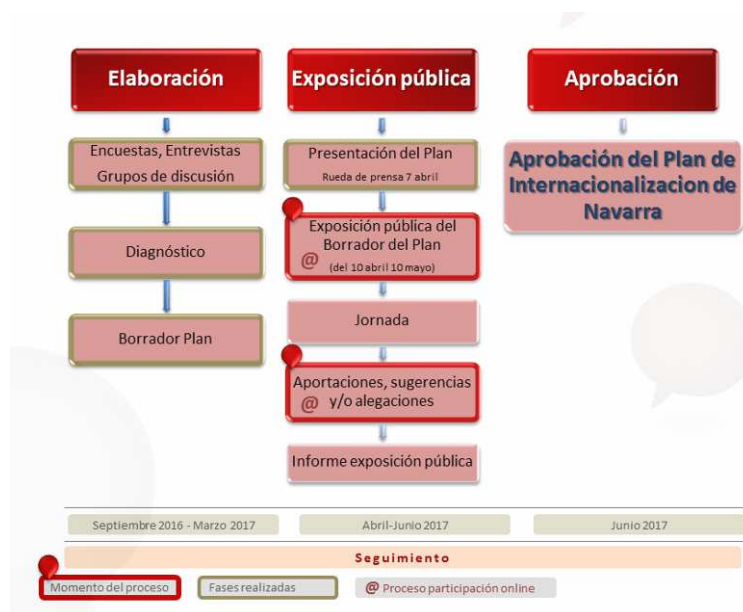 Elaboración
Exposición pública
Aprobación
Encuestas, Entrevistas
Grupos de discusión
Diagnóstico
Borrador Plan
Presentación del Plan
Rueda de prensa 7 abril
Exposición pública del
Borrador del Plan
@ (del 10 abril 10 mayo)
Jornada
Aportaciones, sugerencias
@ y/o alegaciones
Informe exposición pública
Aprobación del Plan de
Internacionalizacion de
Navarra
Septiembre 2016 - Marzo 2017
Abril-Junio 2017
Junio 2017
Seguimiento
Momento del proceso
Fases realizadas
@ Proceso participación online